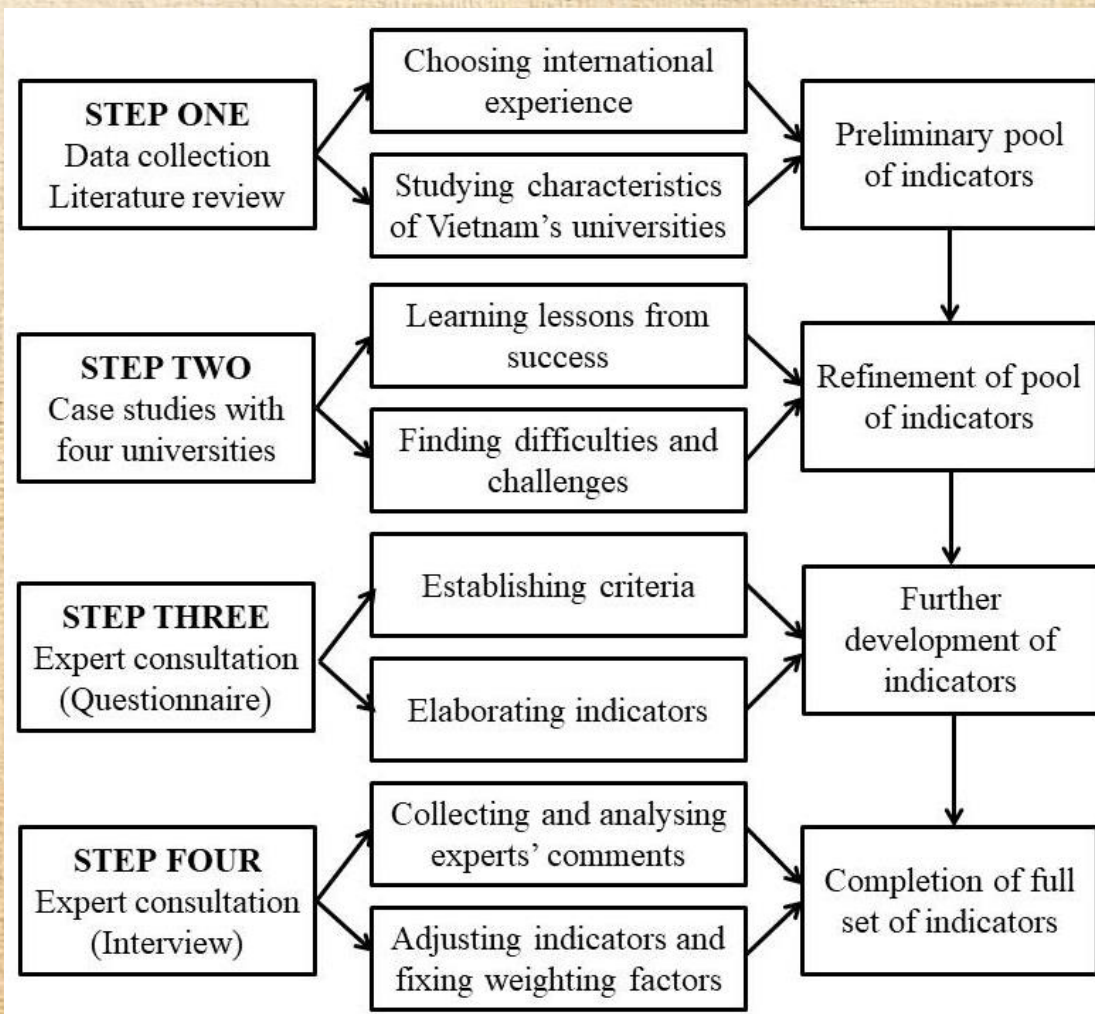 STEP ONE
Data collection
Literature review
Choosing international
experience
Studying characteristics
of Vietnam’s universities
Preliminary pool
of indicators
STEP TWO
Case studies with
four universities
Learning lessons from
success
Finding difficulties and
challenges
Refinement of pool
of indicators
STEP THREE
Expert consultation
(Questionnaire)
Establishing criteria
Elaborating indicators
Further
development of
indicators
STEP FOUR
Expert consultation
(Interview)
Collecting and analysing
experts’ comments
Adjusting indicators and
fixing weighting factors
Completion of full
set of indicators